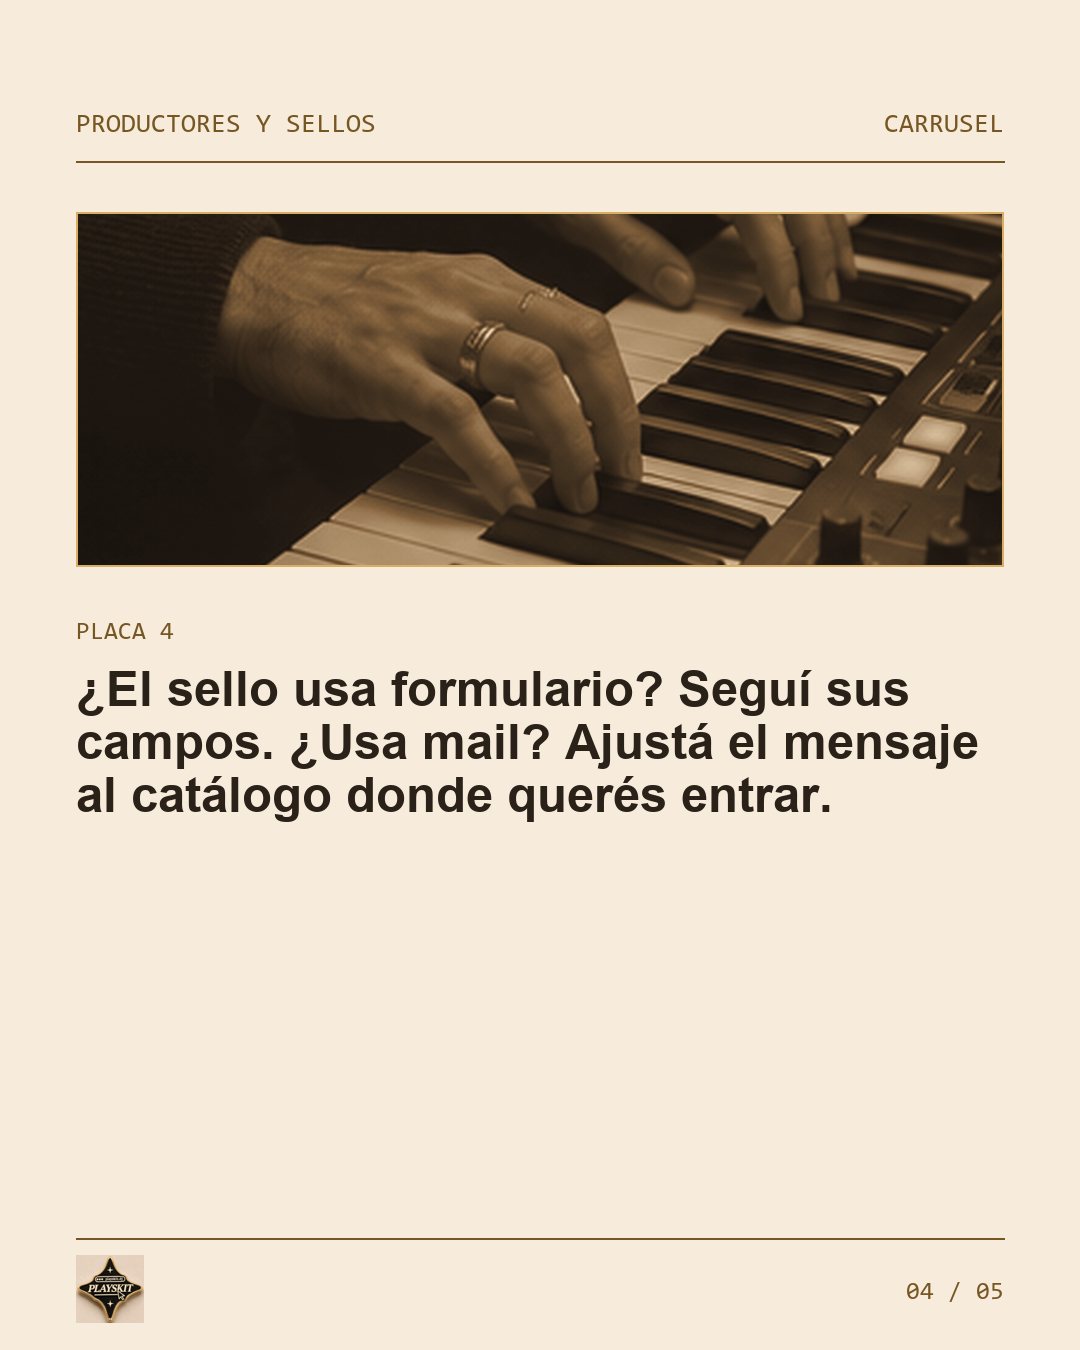 PRODUCTORES Y SELLOS
CARRUSEL
PLACA 4
¿El sello usa formulario? Seguí sus
campos. ¿Usa mail? Ajustá el mensaje
al catálogo donde querés entrar.
PLAYSKIT
04 / 05